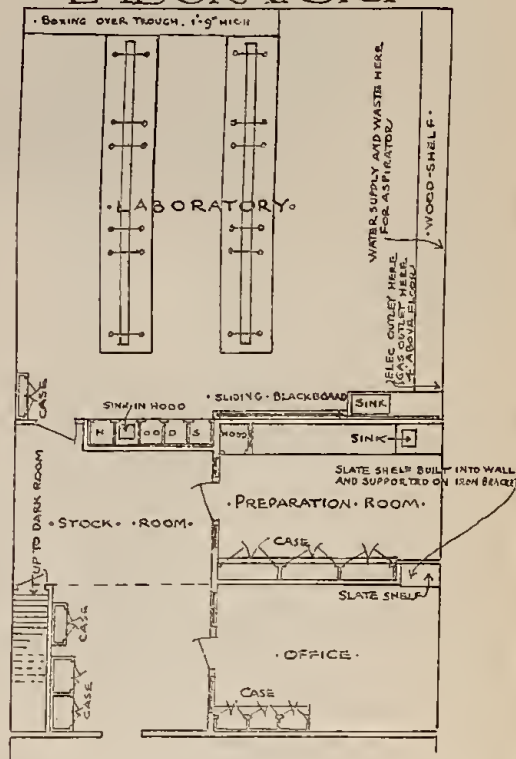 LABORATORY
· BOXING OVER TROUGH, 1'-9" HIGH
· LABORATORY ·
WATER SUPPLY AND WASTE HERE
FOR ASPIRATORS
· WOOD-SHELF ·
ELEC OUTLET HERE
GAS OUTLET HERE
4' ABOVE FLOOR
CASE
SINK IN HOOD
· SLIDING · BLACKBOARD
SINK
H O O D S
HOOD
SINK
SLATE SHELF BUILT INTO WALL
AND SUPPORTED ON IRON BRACKET
UP TO DARK ROOM
· STOCK · ROOM ·
· PREPARATION · ROOM ·
CASE
SLATE SHELF
CASE
· OFFICE ·
CASE
CASE